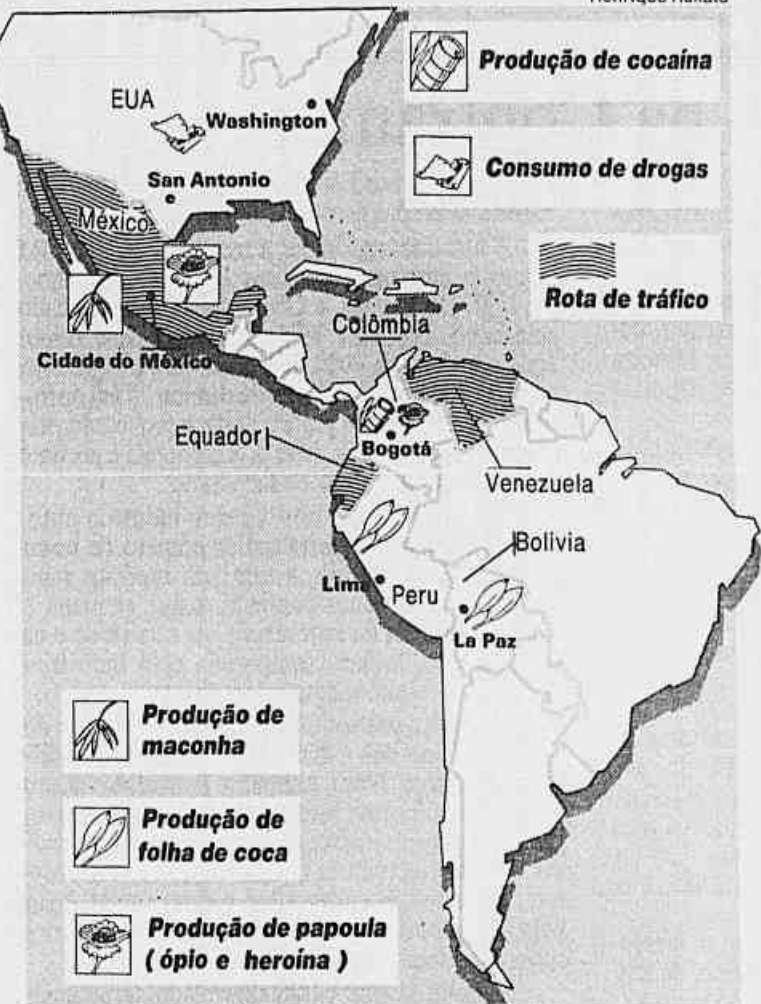 Produção de cocaína
EUA
Washington
Consumo de drogas
San Antonio
México
Rota de tráfico
Colômbia
Cidade do México
Equador
Bogotá
Venezuela
Bolivia
Lima
Peru
La Paz
Produção de
maconha
Produção de
folha de coca
Produção de papoula
( ópio e heroína )